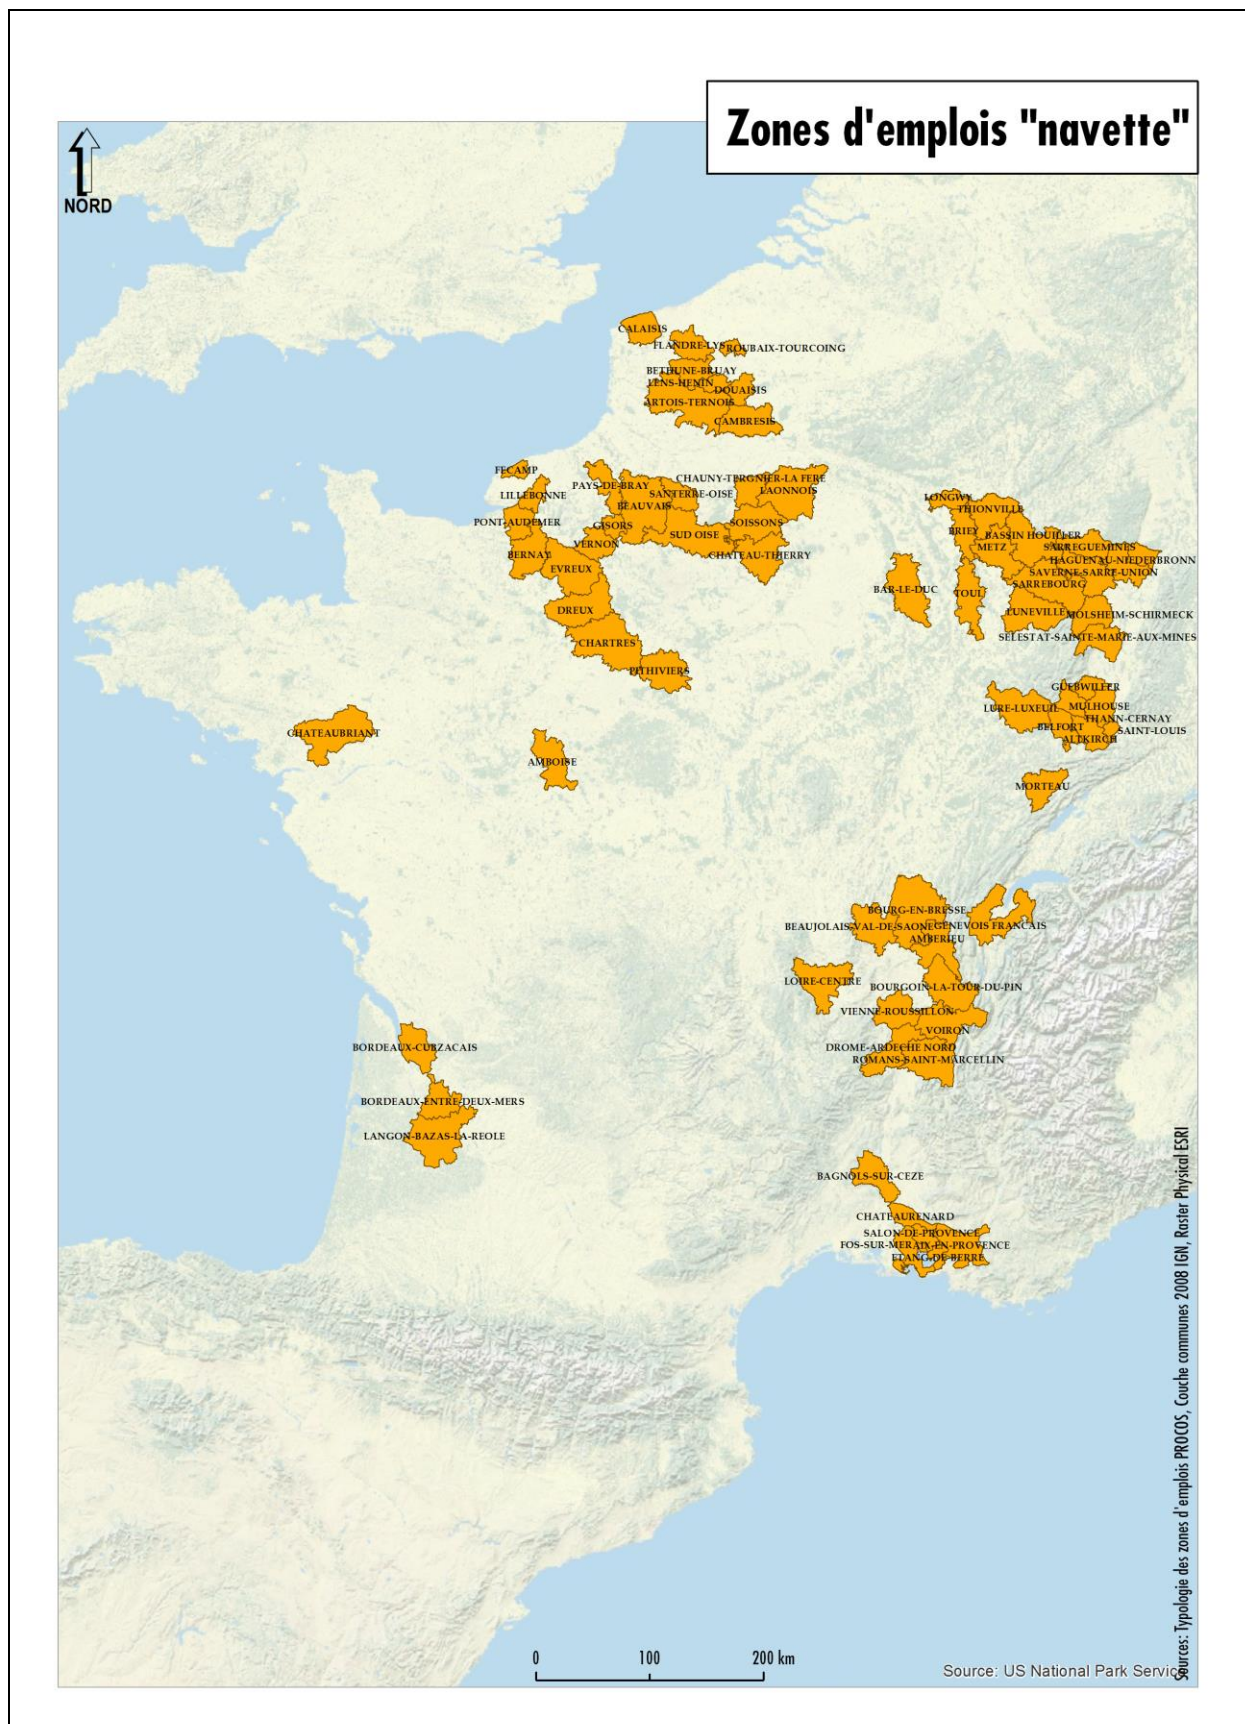 Zones d'emplois "navette"
NORD
CALAISIS
FLANDRE-LYS
ROUBAIX-TOURCOING
BETHUNE-BRUAY
LENS-HENIN
DOUAISIS
ARTOIS-TERNOIS
CAMBRESIS
FECAMP
PAYS-DE-BRAY
CHAUNY-TERGNIER-LA FERE
LILLEBONNE
SANTERRE-OISE
LAONNOIS
BEAUVAIS
PONT-AUDEMER
GISORS
SOISSONS
SUD OISE
VERNON
BERNAY
CHATEAU-THIERRY
EVREUX
DREUX
CHARTRES
PITHIVIERS
LONGWY
THIONVILLE
BRIEY
BASSIN HOUILLER
METZ
SARREGUEMINES
HAGUENAU-NIEDERBRONN
SAVERNE-SARRE-UNION
SARREBOURG
BAR-LE-DUC
TOUL
LUNEVILLE
MOLSHEIM-SCHIRMECK
SELESTAT-SAINTE-MARIE-AUX-MINES
GUEBWILLER
LURE-LUXEUIL
MULHOUSE
THANN-CERNAY
BELFORT
SAINT-LOUIS
ALTKIRCH
CHATEAUBRIANT
AMBOISE
MORTEAU
BOURG-EN-BRESSE
BEAUJOLAIS-VAL-DE-SAONE
GENEVOIS FRANCAIS
AMBERIEU
LOIRE-CENTRE
BOURGOIN-LA-TOUR-DU-PIN
VIENNE-ROUSSILLON
VOIRON
DROME-ARDECHE NORD
ROMANS-SAINT-MARCELLIN
BORDEAUX-CUBZACAIS
BORDEAUX-ENTRE-DEUX-MERS
LANGON-BAZAS-LA-REOLE
BAGNOLS-SUR-CEZE
CHATEAURENARD
SALON-DE-PROVENCE
FOS-SUR-MER
AIX-EN-PROVENCE
ETANG-DE-BERRE
0 100 200 km
Source: US National Park Service
Sources: Typologie des zones d'emplois PROCOS, Couche communes 2008 IGN, Raster Physical ESRI